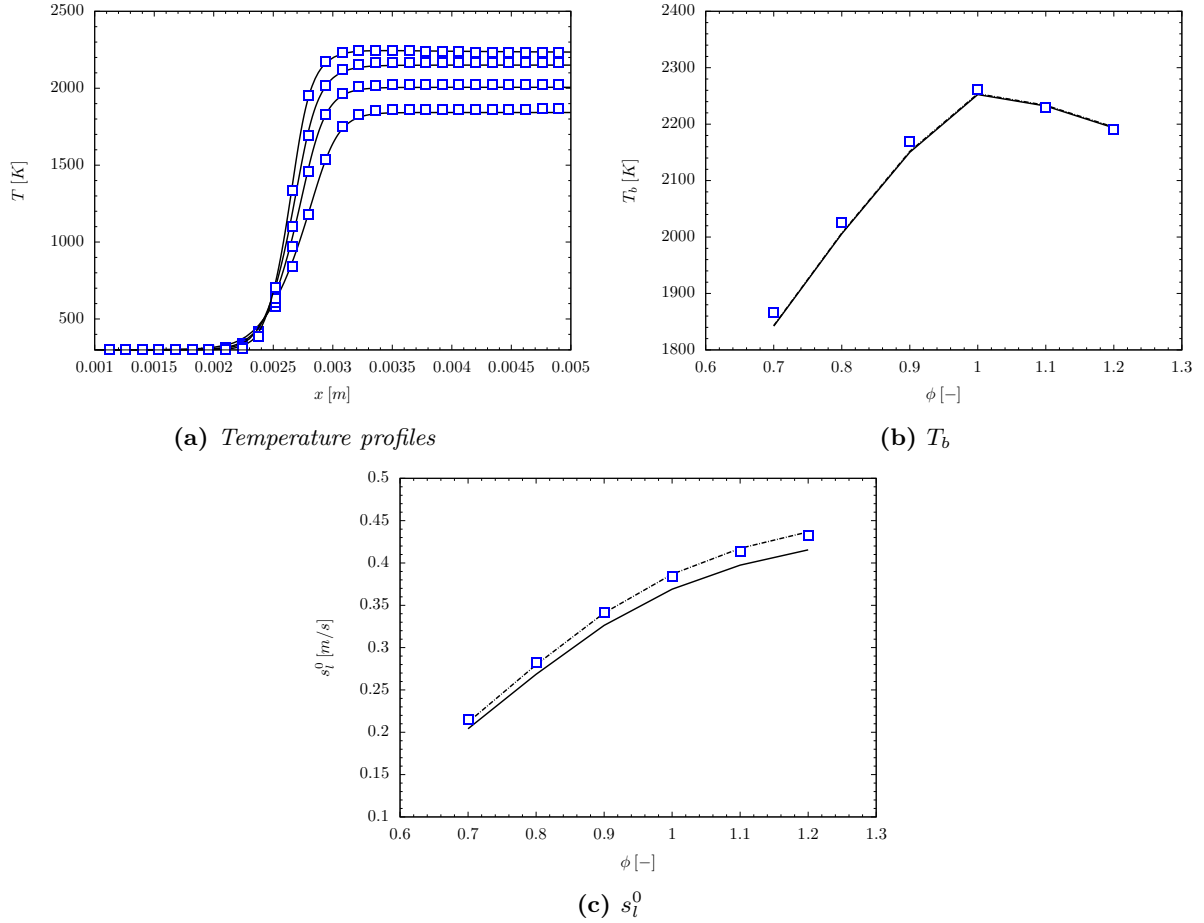 2500
2000
1500
1000
500
0.001 0.0015 0.002 0.0025 0.003 0.0035 0.004 0.0045 0.005
T [K]
x [m]
(a) Temperature profiles
2400
2300
2200
2100
2000
1900
1800
0.6 0.7 0.8 0.9 1 1.1 1.2 1.3
T_b [K]
ϕ [−]
(b) T_b
0.5
0.45
0.4
0.35
0.3
0.25
0.2
0.15
0.1
0.6 0.7 0.8 0.9 1 1.1 1.2 1.3
s_l^0 [m/s]
ϕ [−]
(c) s_l^0